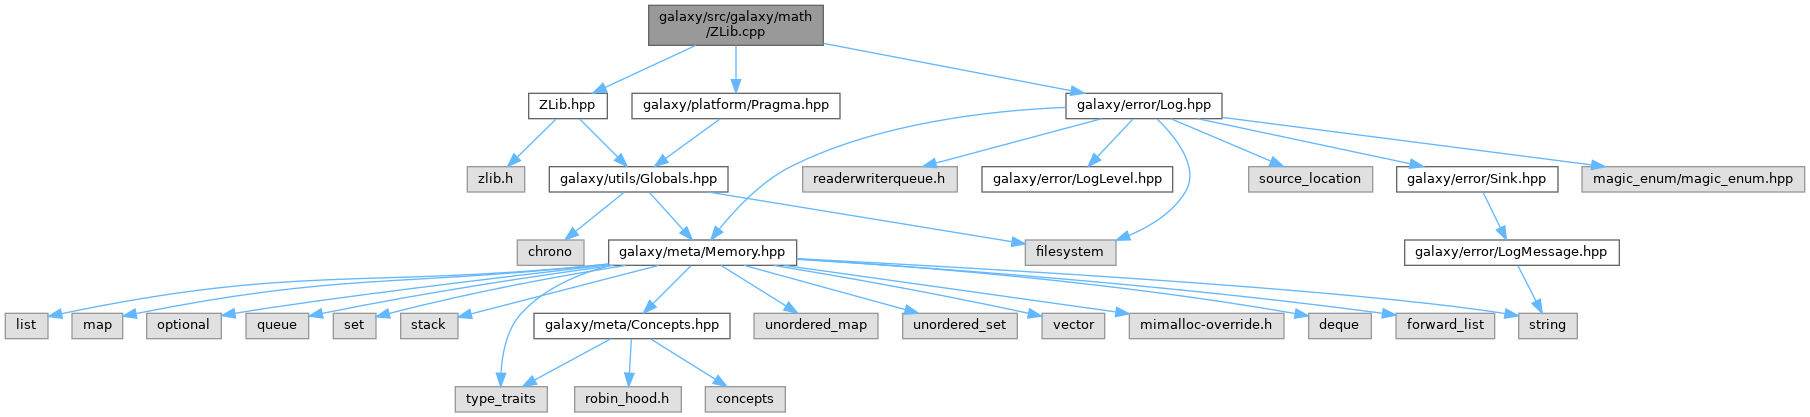 galaxy/src/galaxy/math
/ZLib.cpp
ZLib.hpp
galaxy/platform/Pragma.hpp
galaxy/error/Log.hpp
zlib.h
galaxy/utils/Globals.hpp
readerwriterqueue.h
galaxy/error/LogLevel.hpp
source_location
galaxy/error/Sink.hpp
magic_enum/magic_enum.hpp
chrono
galaxy/meta/Memory.hpp
filesystem
galaxy/error/LogMessage.hpp
list
map
optional
queue
set
stack
galaxy/meta/Concepts.hpp
unordered_map
unordered_set
vector
mimalloc-override.h
deque
forward_list
string
type_traits
robin_hood.h
concepts